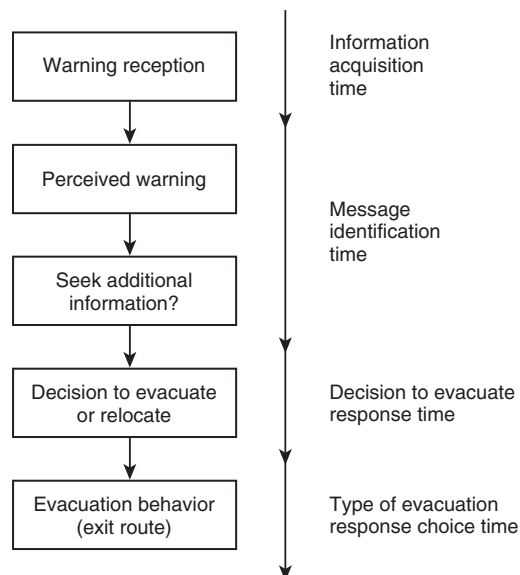 Warning reception
Information
acquisition
time
Perceived warning
Message
identification
time
Seek additional
information?
Decision to evacuate
or relocate
Decision to evacuate
response time
Evacuation behavior
(exit route)
Type of evacuation
response choice time